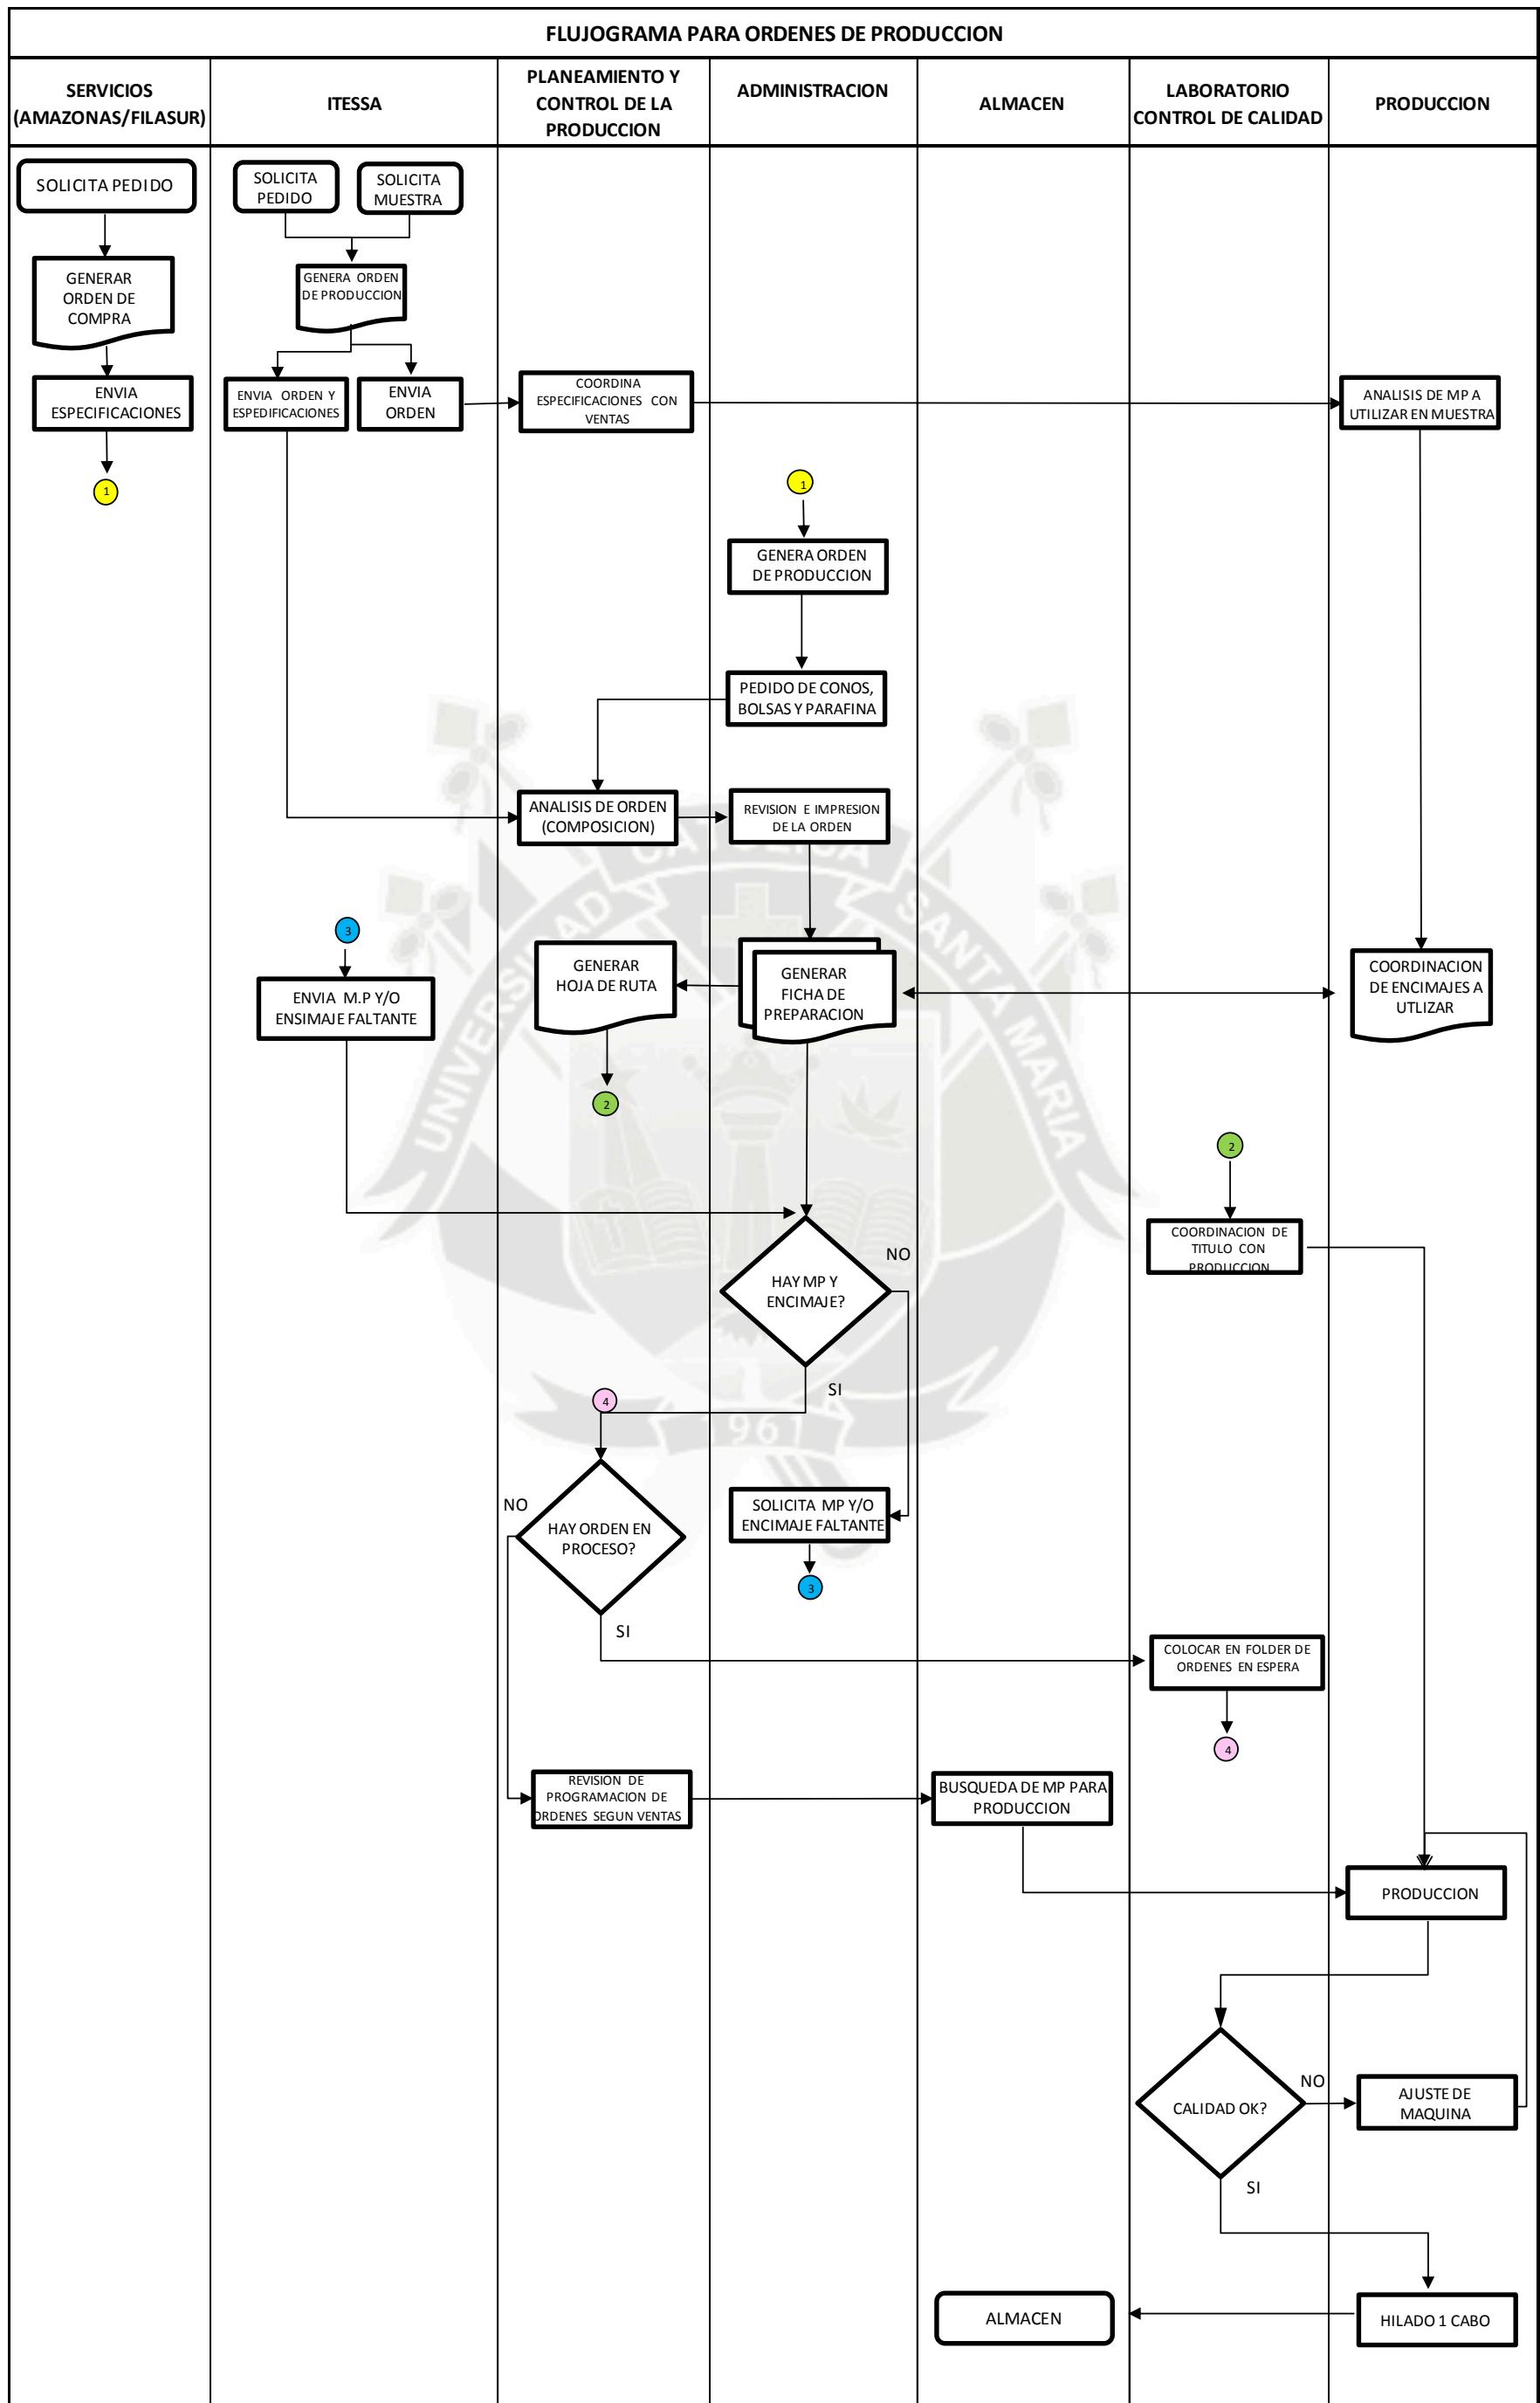 FLUJOGRAMA PARA ORDENES DE PRODUCCION
SERVICIOS
(AMAZONAS/FILASUR)
ITESSA
PLANEAMIENTO Y
CONTROL DE LA
PRODUCCION
ADMINISTRACION
ALMACEN
LABORATORIO
CONTROL DE CALIDAD
PRODUCCION
SOLICITA PEDIDO
SOLICITA
PEDIDO
SOLICITA
MUESTRA
GENERAR
ORDEN DE
COMPRA
GENERA ORDEN
DE PRODUCCION
ENVIA
ESPECIFICACIONES
ENVIA ORDEN Y
ESPEDIFICACIONES
ENVIA
ORDEN
COORDINA
ESPECIFICACIONES CON
VENTAS
ANALISIS DE MP A
UTILIZAR EN MUESTRA
1
1
GENERA ORDEN
DE PRODUCCION
PEDIDO DE CONOS,
BOLSAS Y PARAFINA
ANALISIS DE ORDEN
(COMPOSICION)
REVISION E IMPRESION
DE LA ORDEN
3
ENVIA M.P Y/O
ENSIMAJE FALTANTE
GENERAR
HOJA DE RUTA
GENERAR
FICHA DE
PREPARACION
COORDINACION
DE ENCIMAJES A
UTLIZAR
2
2
COORDINACION DE
TITULO CON
PRODUCCION
HAY MP Y
ENCIMAJE?
NO
SI
4
HAY ORDEN EN
PROCESO?
NO
SI
SOLICITA MP Y/O
ENCIMAJE FALTANTE
3
COLOCAR EN FOLDER DE
ORDENES EN ESPERA
4
REVISION DE
PROGRAMACION DE
ORDENES SEGUN VENTAS
BUSQUEDA DE MP PARA
PRODUCCION
PRODUCCION
CALIDAD OK?
NO
AJUSTE DE
MAQUINA
SI
ALMACEN
HILADO 1 CABO
UNIVERSIDAD CATOLICA SANTA MARIA
1961